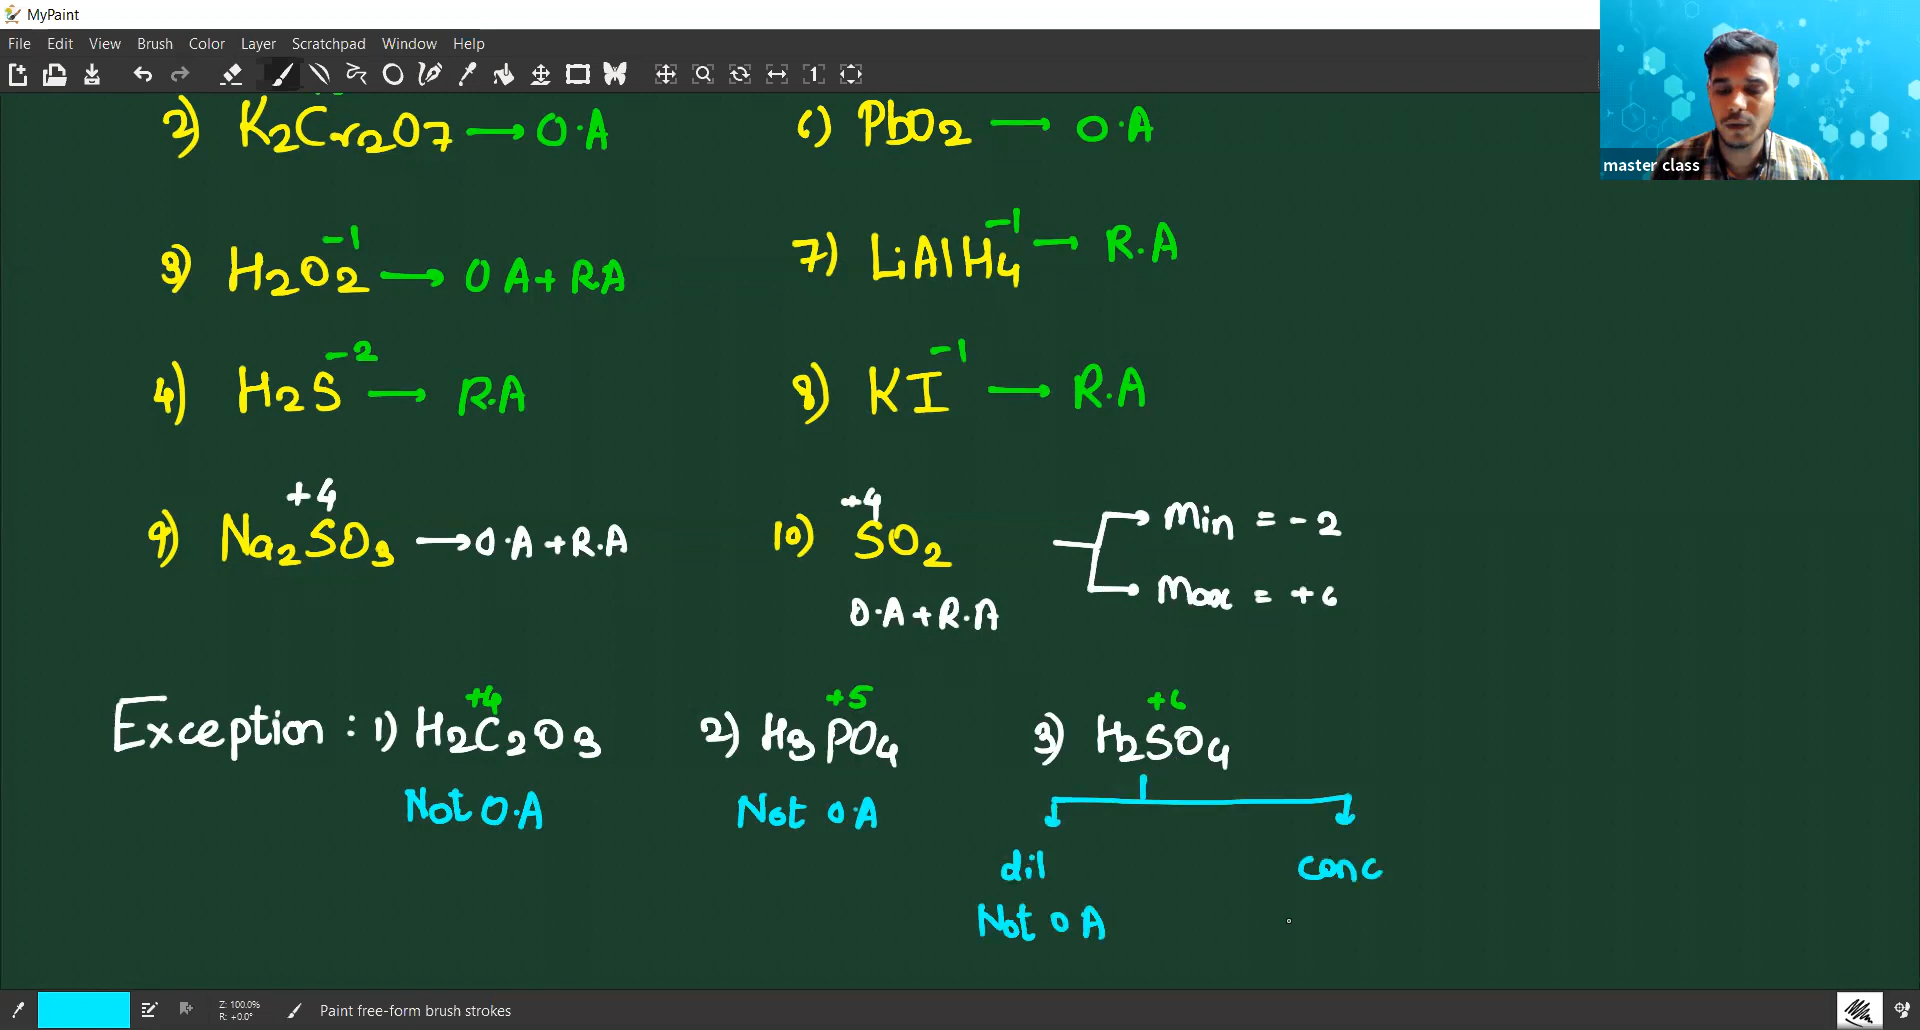 MyPaint
File Edit View Brush Color Layer Scratchpad Window Help
master class
2) K2Cr2O7 → O.A
6) PbO2 → O.A
3) H2O2 -1 → O A + R.A
7) LiAlH4 -1 → R.A
4) H2S -2 → R.A
8) KI -1 → R.A
9) Na2SO3 +4 → O.A + R.A
10) SO2 +4
Min = -2
Max = +6
O.A + R.A
Exception : 1) H2C2O3 +4
2) H3PO4 +5
3) H2SO4 +6
Not O.A
Not O.A
dil
conc
Not O A
Z: 100.0%
R: +0.0°
Paint free-form brush strokes